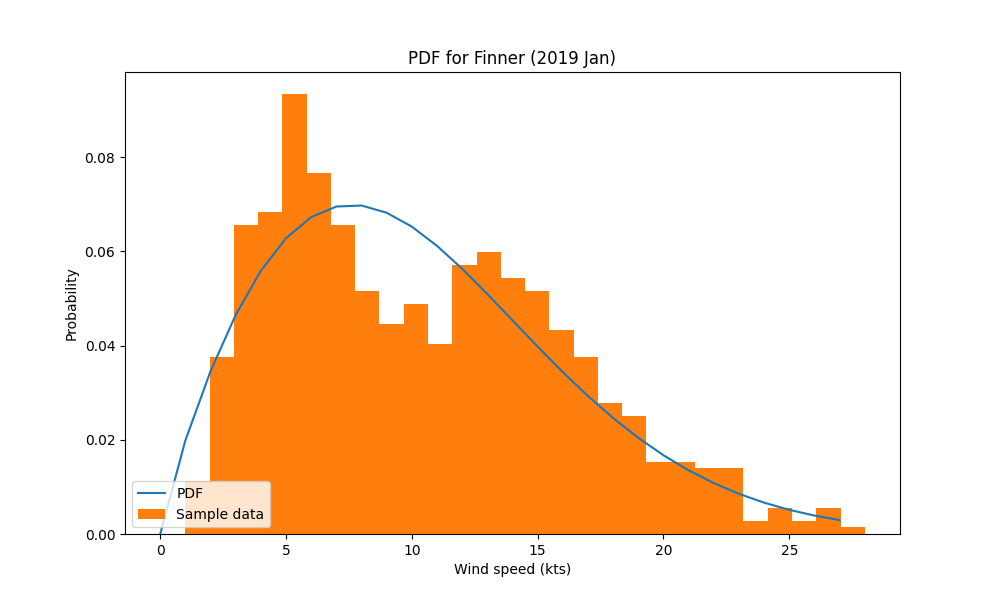 PDF for Finner (2019 Jan)
Probability
0.08
0.06
0.04
0.02
0.00
PDF
Sample data
0 5 10 15 20 25
Wind speed (kts)